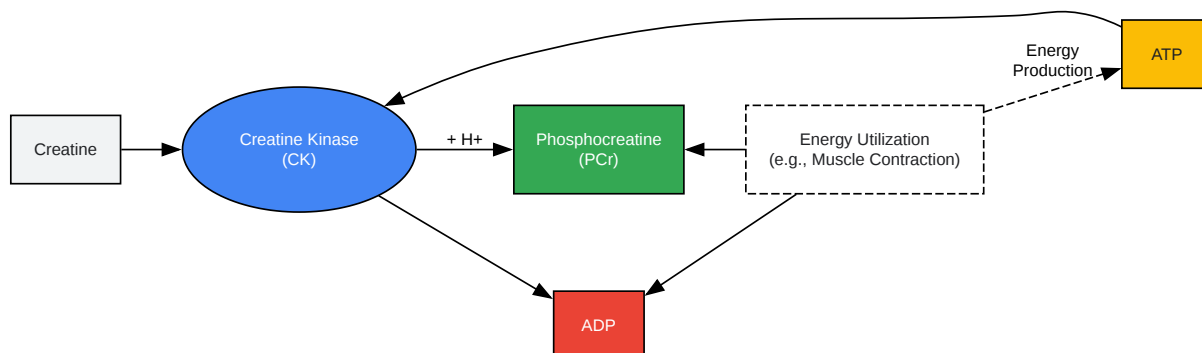 Creatine
Creatine Kinase
(CK)
+ H+
Phosphocreatine
(PCr)
Energy Utilization
(e.g., Muscle Contraction)
Energy
Production
ATP
ADP